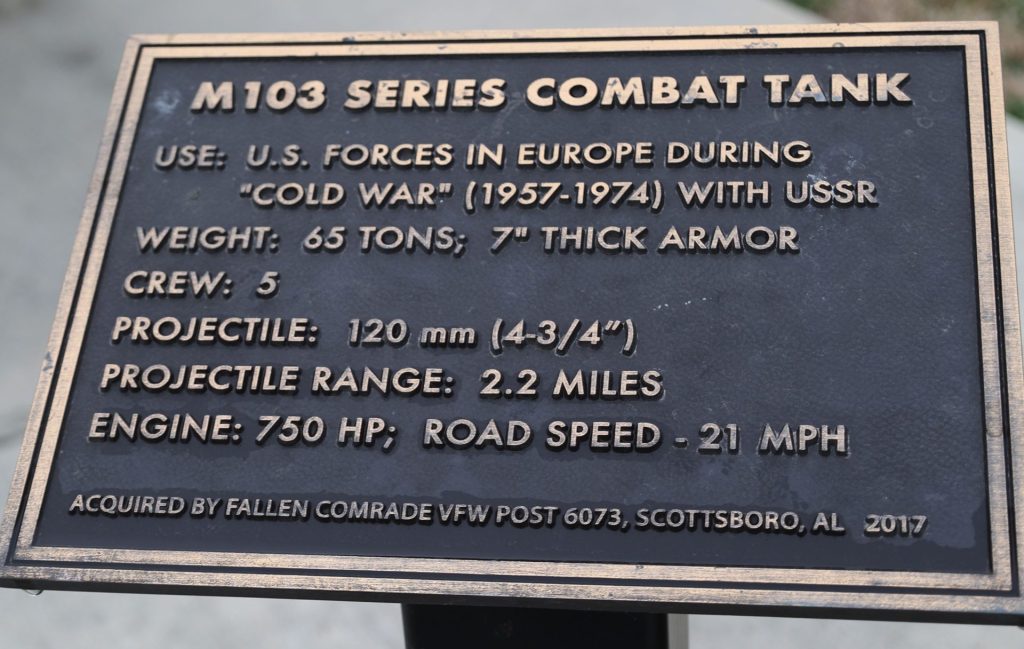 M103 SERIES COMBAT TANK
USE: U.S. FORCES IN EUROPE DURING
"COLD WAR" (1957-1974) WITH USSR
WEIGHT: 65 TONS; 7" THICK ARMOR
CREW: 5
PROJECTILE: 120 mm (4-3/4")
PROJECTILE RANGE: 2.2 MILES
ENGINE: 750 HP; ROAD SPEED - 21 MPH
ACQUIRED BY FALLEN COMRADE VFW POST 6073, SCOTTSBORO, AL 2017